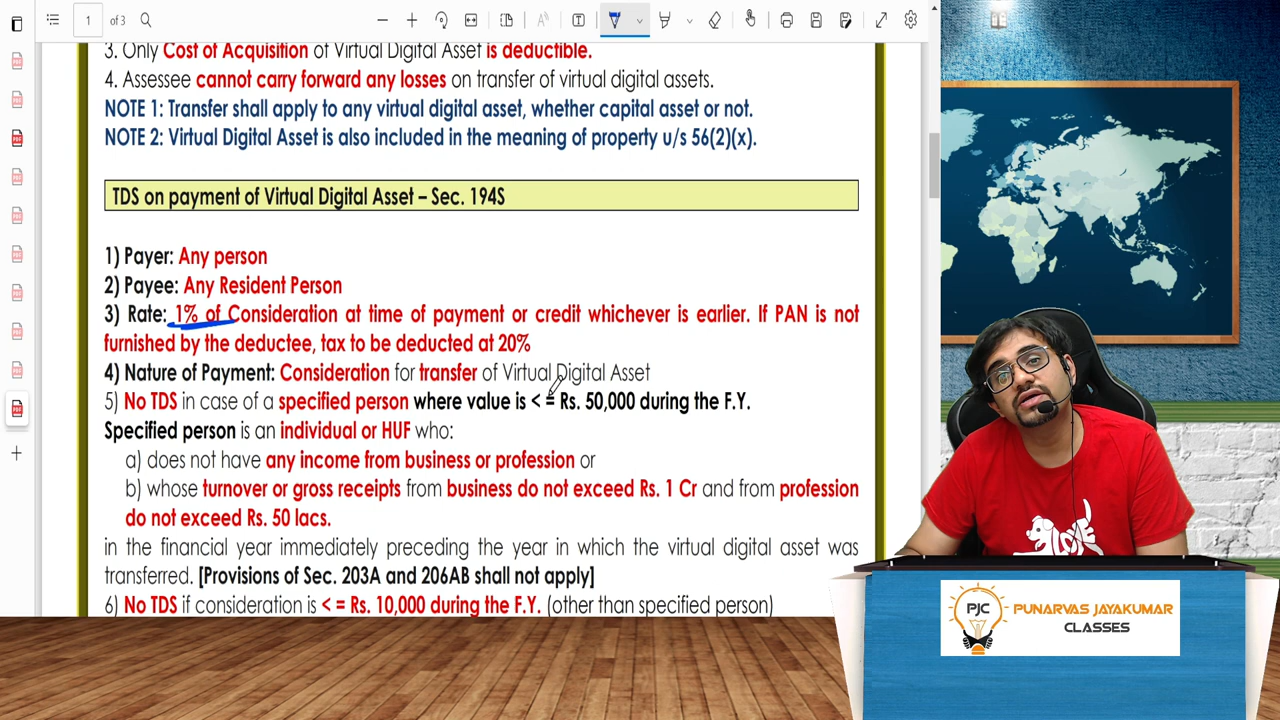 1 of 3
3. Only Cost of Acquisition of Virtual Digital Asset is deductible.
4. Assessee cannot carry forward any losses on transfer of virtual digital assets.
NOTE 1: Transfer shall apply to any virtual digital asset, whether capital asset or not.
NOTE 2: Virtual Digital Asset is also included in the meaning of property u/s 56(2)(x).
TDS on payment of Virtual Digital Asset – Sec. 194S
1) Payer: Any person
2) Payee: Any Resident Person
3) Rate: 1% of Consideration at time of payment or credit whichever is earlier. If PAN is not
furnished by the deductee, tax to be deducted at 20%
4) Nature of Payment: Consideration for transfer of Virtual Digital Asset
5) No TDS in case of a specified person where value is < = Rs. 50,000 during the F.Y.
Specified person is an individual or HUF who:
a) does not have any income from business or profession or
b) whose turnover or gross receipts from business do not exceed Rs. 1 Cr and from profession
do not exceed Rs. 50 lacs.
in the financial year immediately preceding the year in which the virtual digital asset was
transferred. [Provisions of Sec. 203A and 206AB shall not apply]
6) No TDS if consideration is < = Rs. 10,000 during the F.Y. (other than specified person)
LOVE
PJC
PUNARVAS JAYAKUMAR
CLASSES